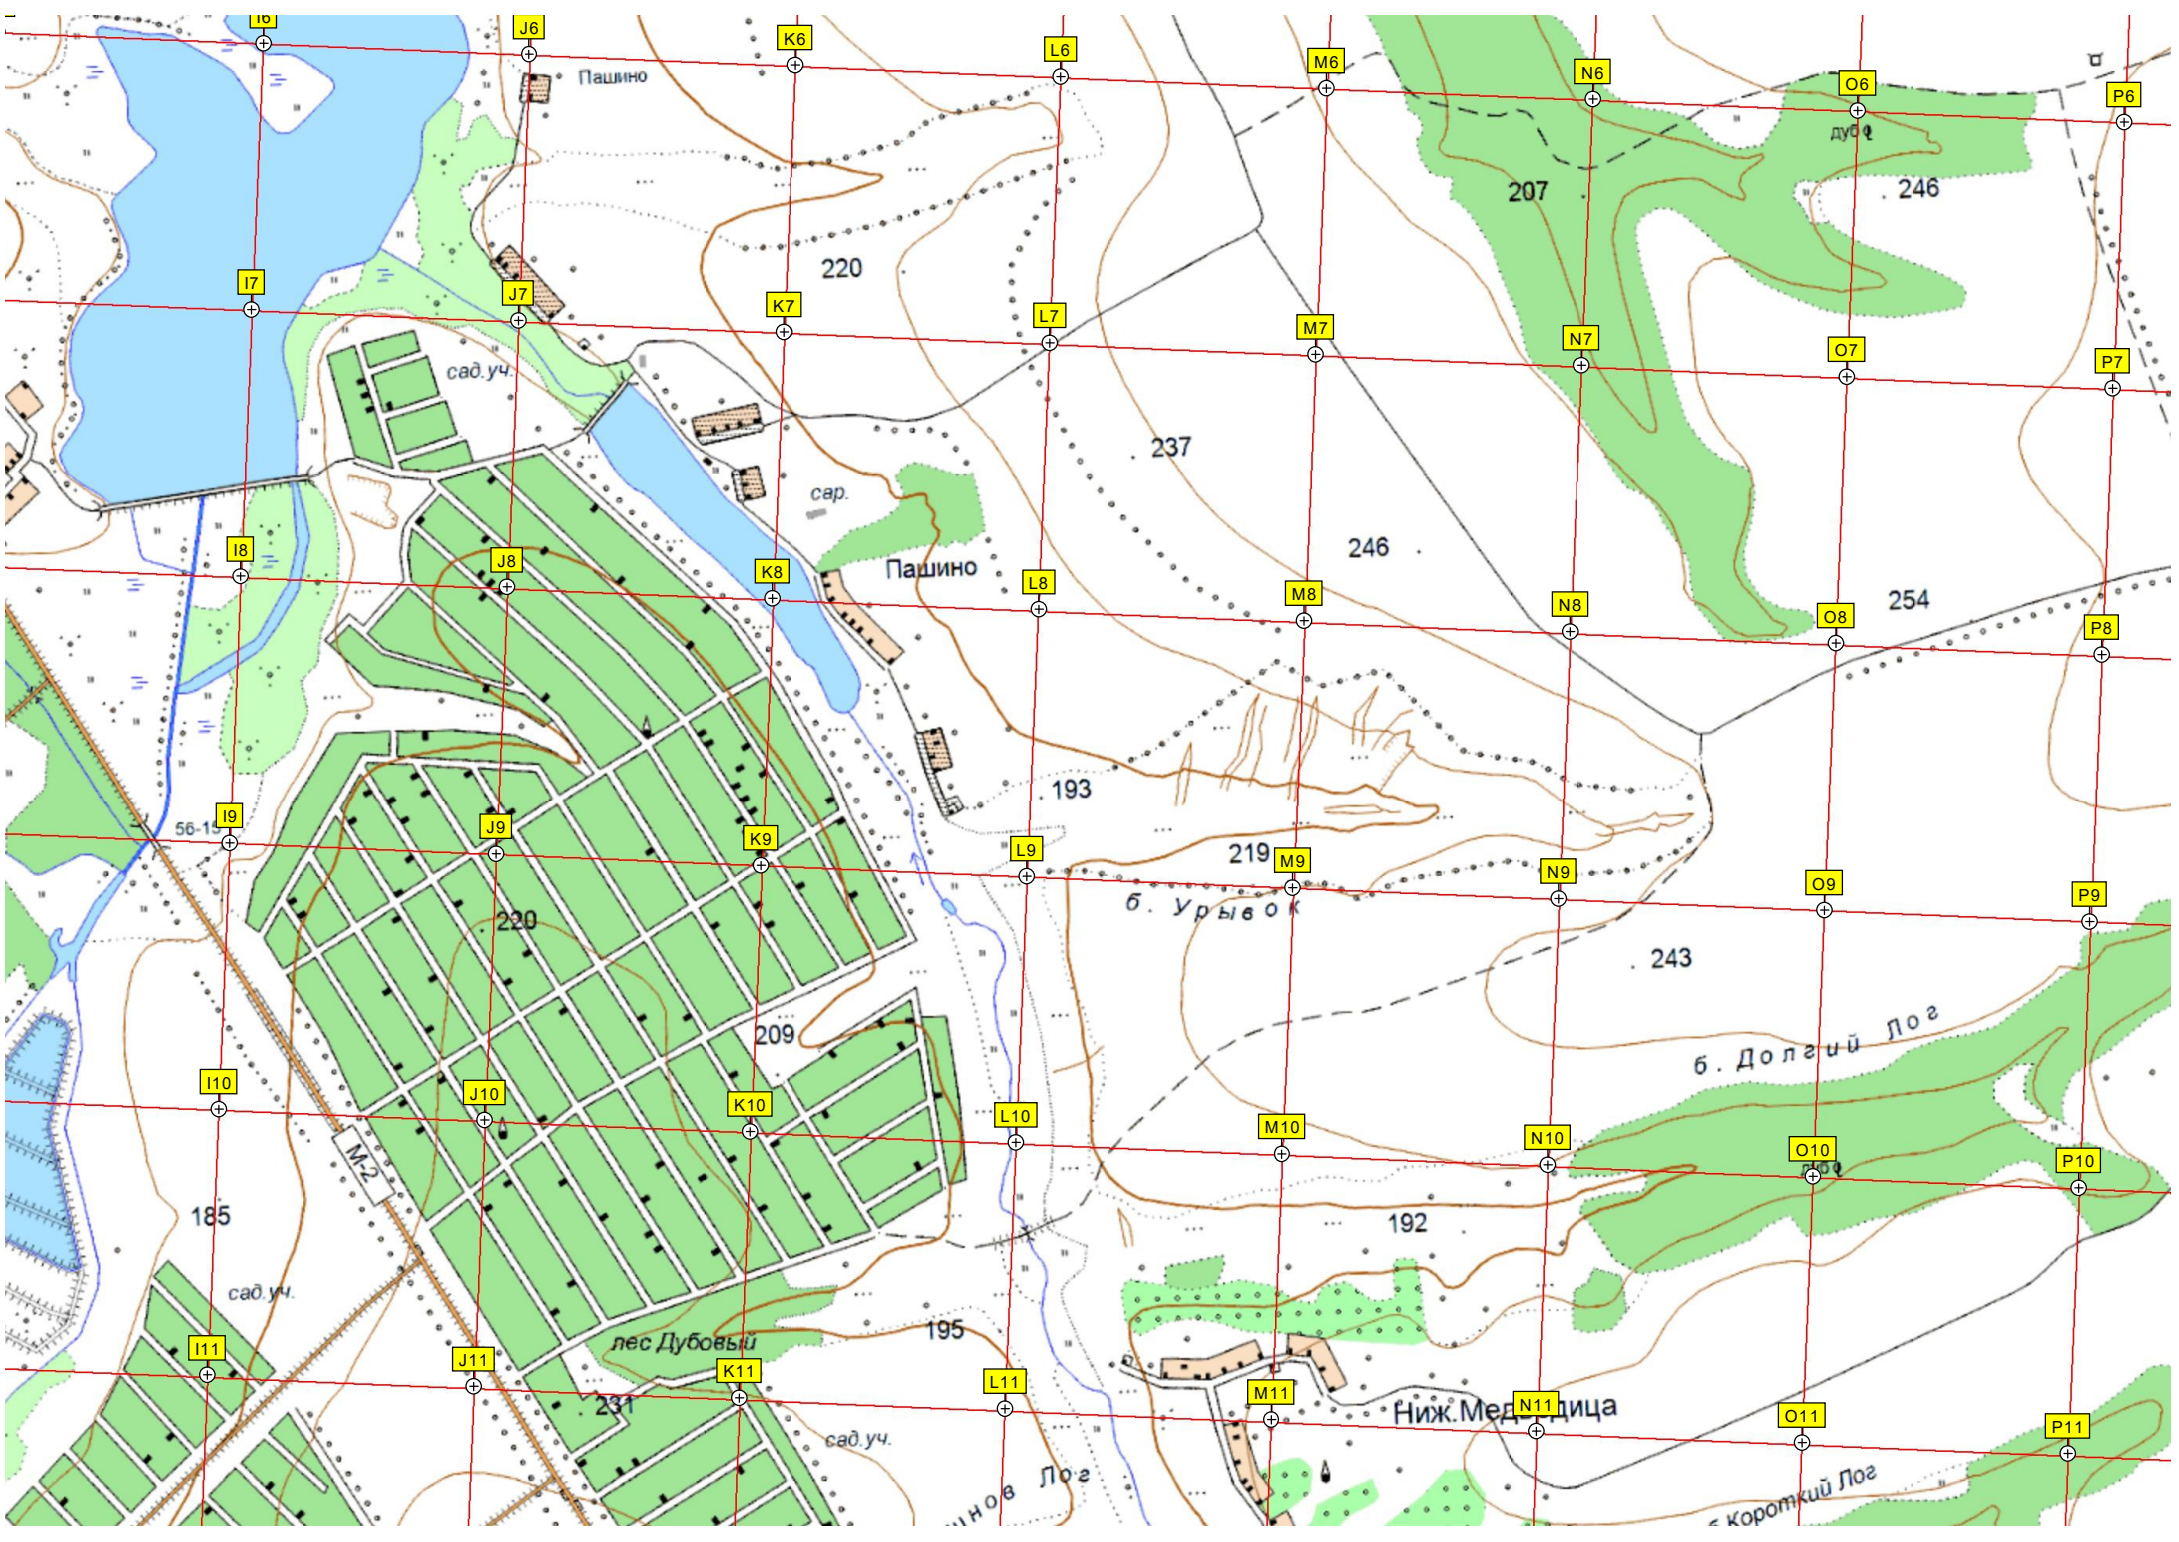 I6
J6
K6
L6
M6
N6
O6
P6
Пашино
дуб
207
246
220
I7
J7
K7
L7
M7
N7
O7
P7
сад.уч.
237
сар.
246
Пашино
254
I8
J8
K8
L8
M8
N8
O8
P8
193
56-15
219
I9
J9
K9
L9
M9
N9
O9
P9
б. Урывок
220
243
209
б. Долгий Лог
I10
J10
K10
L10
M10
N10
O10
P10
М-2
дуб
185
192
сад.уч.
195
лес Дубовый
I11
J11
K11
L11
M11
N11
O11
P11
231
сад.уч.
Лог
Короткий Лог